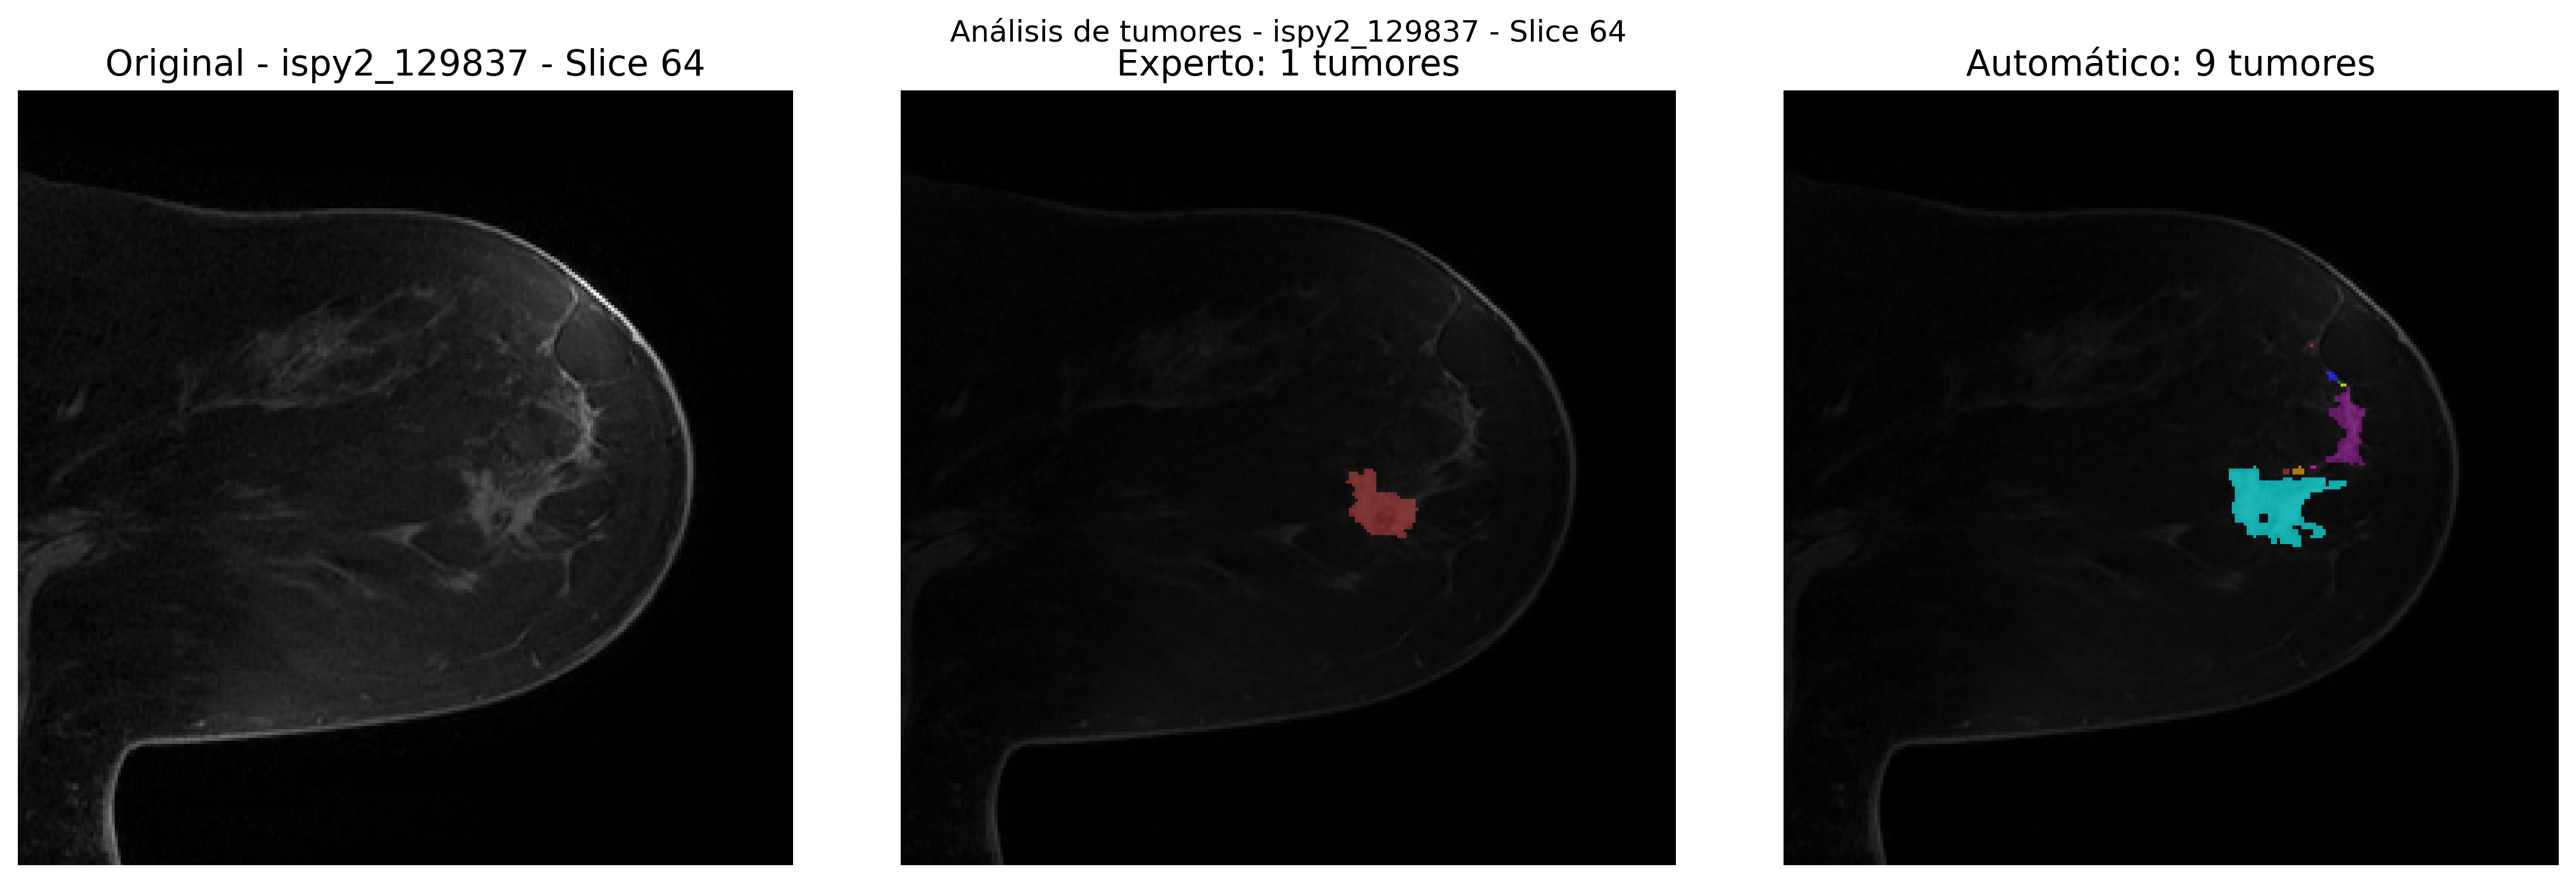 Análisis de tumores - ispy2_129837 - Slice 64
Original - ispy2_129837 - Slice 64
Experto: 1 tumores
Automático: 9 tumores